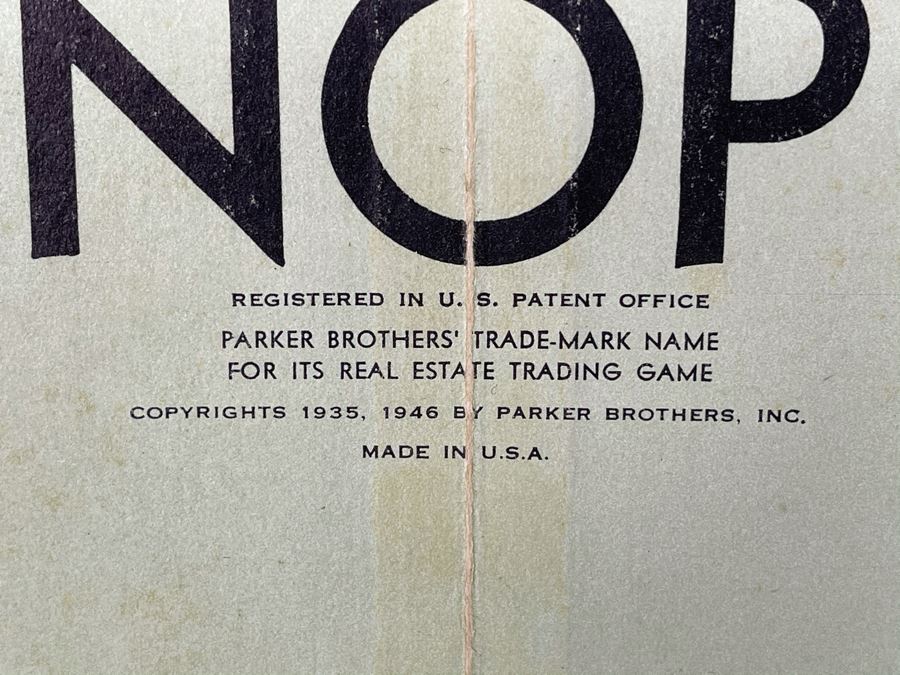 NOP
REGISTERED IN U. S. PATENT OFFICE
PARKER BROTHERS' TRADE-MARK NAME
FOR ITS REAL ESTATE TRADING GAME
COPYRIGHTS 1935, 1946 BY PARKER BROTHERS, INC.
MADE IN U.S.A.